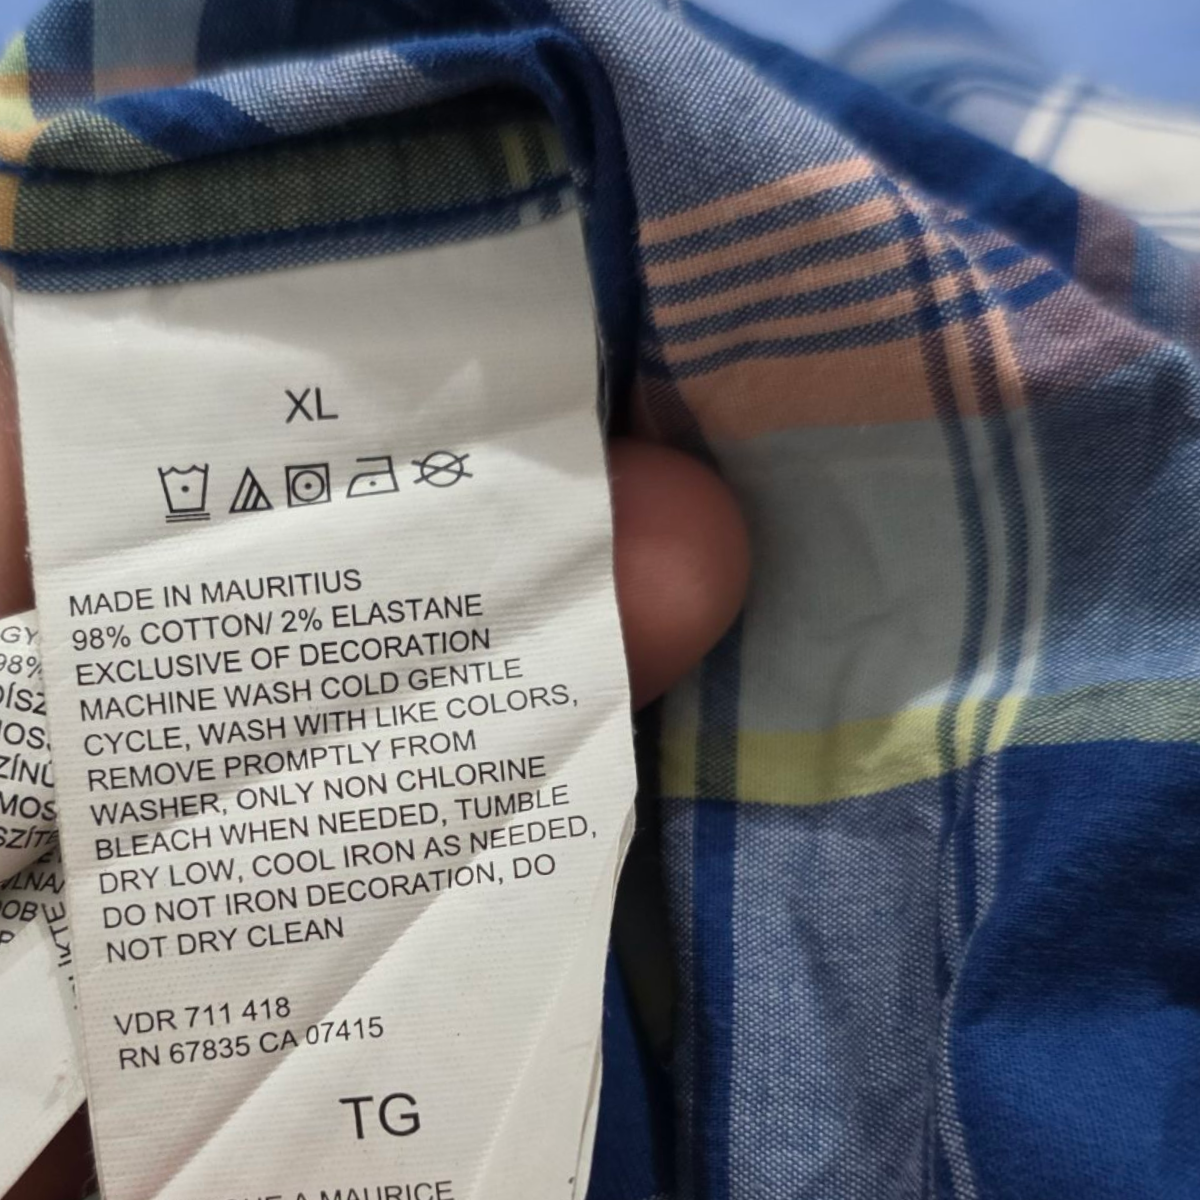 XL
MADE IN MAURITIUS
98% COTTON/ 2% ELASTANE
EXCLUSIVE OF DECORATION
MACHINE WASH COLD GENTLE
CYCLE, WASH WITH LIKE COLORS,
REMOVE PROMPTLY FROM
WASHER, ONLY NON CHLORINE
BLEACH WHEN NEEDED, TUMBLE
DRY LOW, COOL IRON AS NEEDED,
DO NOT IRON DECORATION, DO
NOT DRY CLEAN
VDR 711 418
RN 67835 CA 07415
TG
A MAURICE
98%